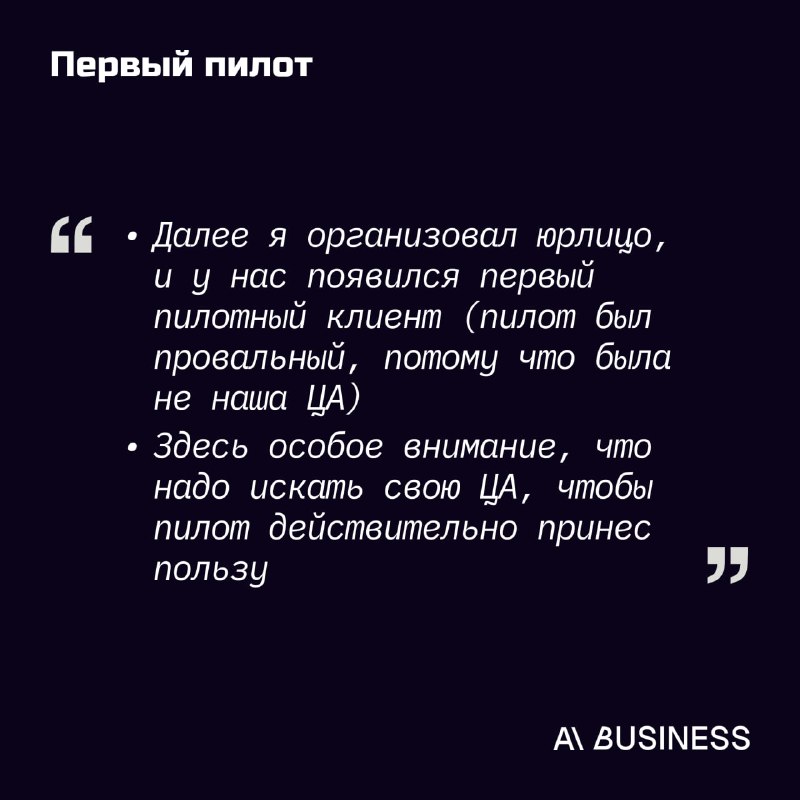 Первый пилот
“
• Далее я организовал юрлицо,
и у нас появился первый
пилотный клиент (пилот был
провальный, потому что была
не наша ЦА)
• Здесь особое внимание, что
надо искать свою ЦА, чтобы
пилот действительно принес
пользу
”
A\ BUSINESS